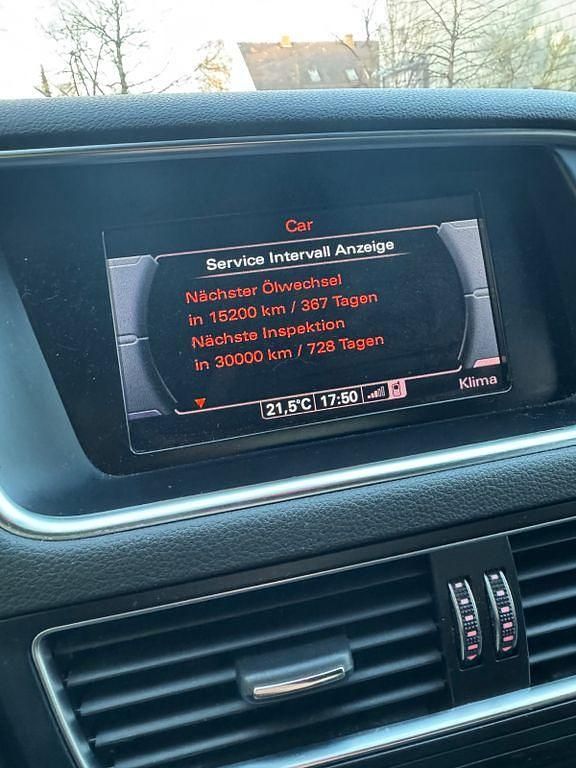 Car
Service Intervall Anzeige
Nächster Ölwechsel
in 15200 km / 367 Tagen
Nächste Inspektion
in 30000 km / 728 Tagen
21,5°C 17:50
Klima